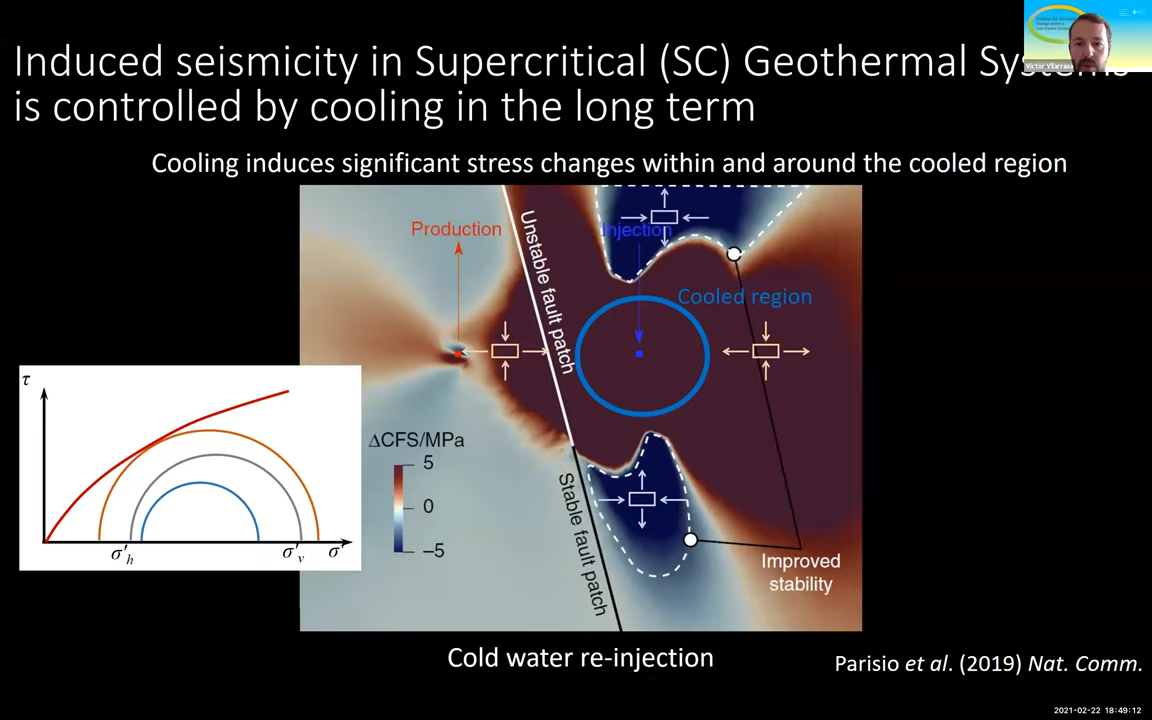 Induced seismicity in Supercritical (SC) Geothermal Systems
is controlled by cooling in the long term
Victor Vilarrasa
Cooling induces significant stress changes within and around the cooled region
Production
Injection
Unstable fault patch
Cooled region
τ
σ'h
σ'v
σ'
ΔCFS/MPa
5
0
−5
Stable fault patch
Improved
stability
Cold water re-injection
Parisio et al. (2019) Nat. Comm.
2021-02-22 18:49:12